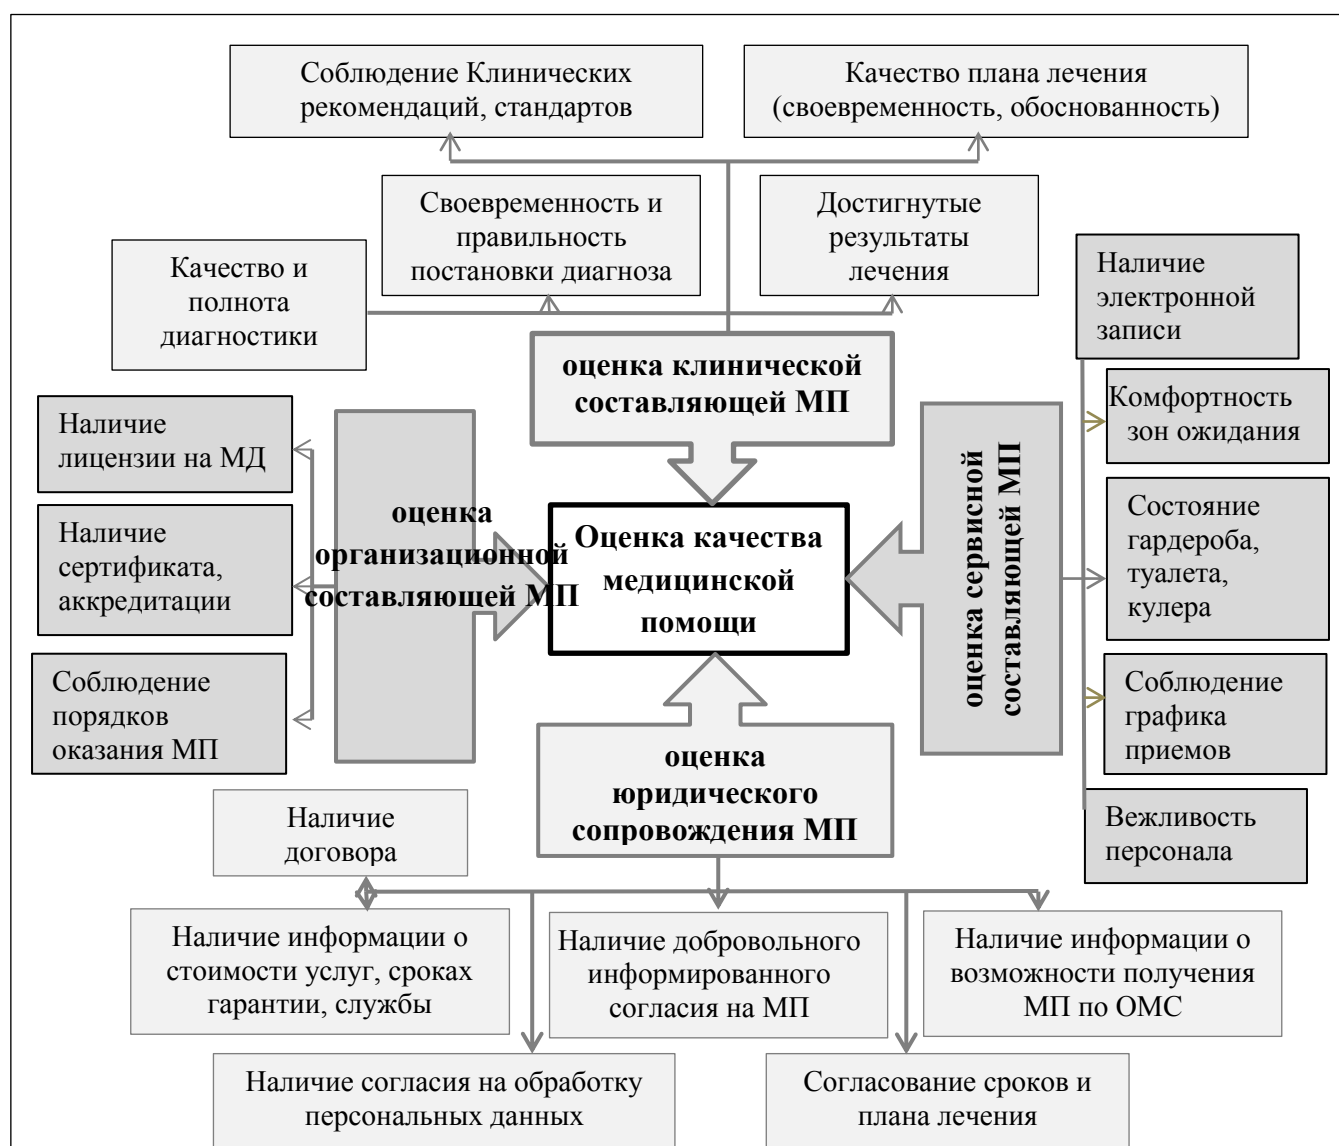 Соблюдение Клинических
рекомендаций, стандартов
Качество плана лечения
(своевременность, обоснованность)
Своевременность и
правильность
постановки диагноза
Достигнутые
результаты
лечения
Качество и
полнота
диагностики
Наличие
электронной
записи
оценка клинической
составляющей МП
Наличие
лицензии на МД
Комфортность
зон ожидания
Наличие
сертификата,
аккредитации
оценка
организационной
составляющей МП
Оценка качества
медицинской
помощи
оценка сервисной
составляющей МП
Состояние
гардероба,
туалета,
кулера
Соблюдение
порядков
оказания МП
Соблюдение
графика
приемов
оценка
юридического
сопровождения МП
Наличие
договора
Вежливость
персонала
Наличие информации о
стоимости услуг, сроках
гарантии, службы
Наличие добровольного
информированного
согласия на МП
Наличие информации о
возможности получения
МП по ОМС
Наличие согласия на обработку
персональных данных
Согласование сроков и
плана лечения